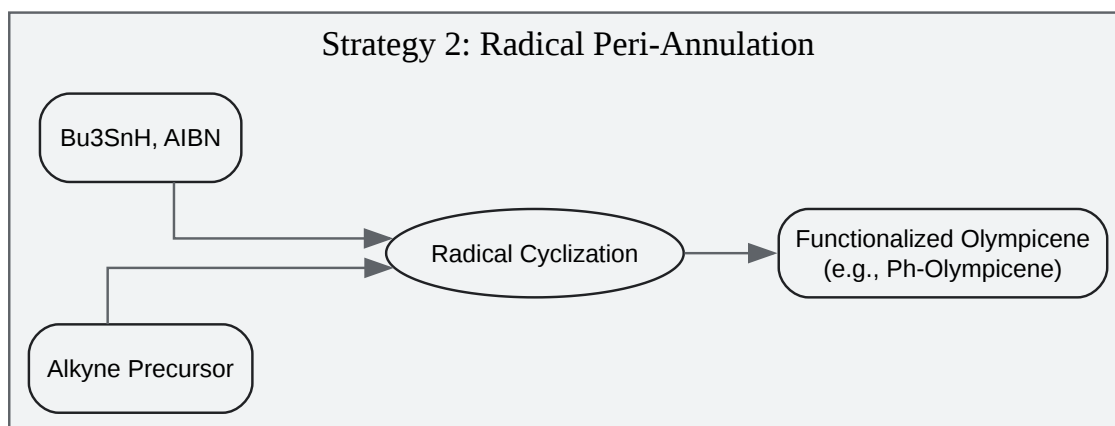 Strategy 2: Radical Peri-Annulation
Bu3SnH, AIBN
Radical Cyclization
Functionalized Olympicene
(e.g., Ph-Olympicene)
Alkyne Precursor